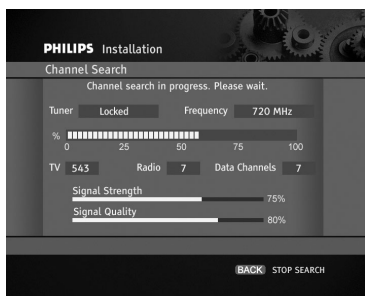 PHILIPS Installation
Channel Search
Channel search in progress. Please wait.
Tuner Locked Frequency 720 MHz
%
0 25 50 75 100
TV 543 Radio 7 Data Channels 7
Signal Strength
75%
Signal Quality
80%
BACK STOP SEARCH